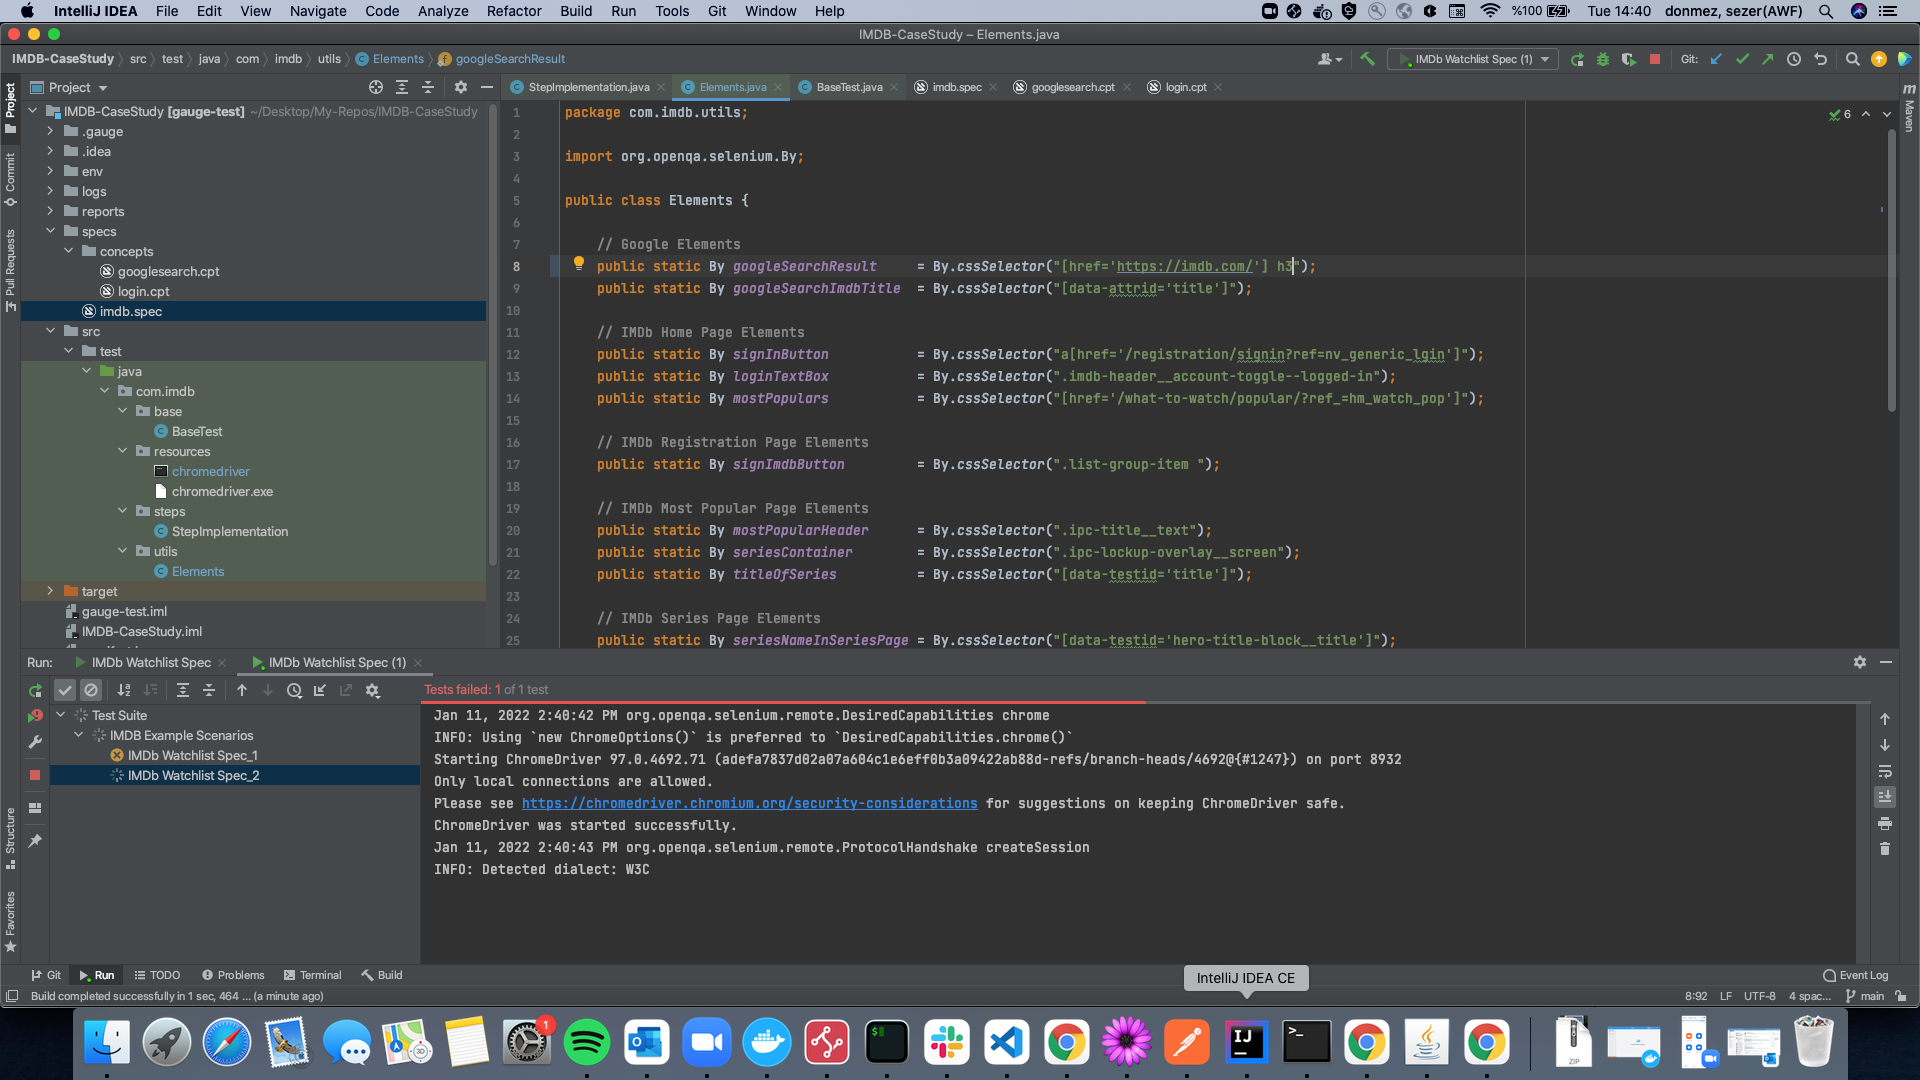 IntelliJ IDEA File Edit View Navigate Code Analyze Refactor Build Run Tools Git Window Help
%100 Tue 14:40 donmez, sezer(AWF)
IMDB-CaseStudy – Elements.java
IMDB-CaseStudy src test java com imdb utils Elements googleSearchResult
IMDb Watchlist Spec (1) Git:
Project
StepImplementation.java Elements.java BaseTest.java imdb.spec googlesearch.cpt login.cpt
Project
Commit
Pull Requests
Structure
Favorites
Maven
IMDB-CaseStudy [gauge-test] ~/Desktop/My-Repos/IMDB-CaseStudy
.gauge
.idea
env
logs
reports
specs
concepts
googlesearch.cpt
login.cpt
imdb.spec
src
test
java
com.imdb
base
BaseTest
resources
chromedriver
chromedriver.exe
steps
StepImplementation
utils
Elements
target
gauge-test.iml
IMDB-CaseStudy.iml
6
1 package com.imdb.utils;
2
3 import org.openqa.selenium.By;
4
5 public class Elements {
6
7 // Google Elements
8 public static By googleSearchResult = By.cssSelector("[href='https://imdb.com/'] h3");
9 public static By googleSearchImdbTitle = By.cssSelector("[data-attrid='title']");
10
11 // IMDb Home Page Elements
12 public static By signInButton = By.cssSelector("a[href='/registration/signin?ref=nv_generic_lgin']");
13 public static By loginTextBox = By.cssSelector(".imdb-header__account-toggle--logged-in");
14 public static By mostPopulars = By.cssSelector("[href='/what-to-watch/popular/?ref_=hm_watch_pop']");
15
16 // IMDb Registration Page Elements
17 public static By signImdbButton = By.cssSelector(".list-group-item ");
18
19 // IMDb Most Popular Page Elements
20 public static By mostPopularHeader = By.cssSelector(".ipc-title__text");
21 public static By seriesContainer = By.cssSelector(".ipc-lockup-overlay__screen");
22 public static By titleOfSeries = By.cssSelector("[data-testid='title']");
23
24 // IMDb Series Page Elements
25 public static By seriesNameInSeriesPage = By.cssSelector("[data-testid='hero-title-block__title']");
Run: IMDb Watchlist Spec IMDb Watchlist Spec (1)
Tests failed: 1 of 1 test
Test Suite
IMDB Example Scenarios
IMDb Watchlist Spec_1
IMDb Watchlist Spec_2
Jan 11, 2022 2:40:42 PM org.openqa.selenium.remote.DesiredCapabilities chrome
INFO: Using `new ChromeOptions()` is preferred to `DesiredCapabilities.chrome()`
Starting ChromeDriver 97.0.4692.71 (adefa7837d02a07a604c1e6eff0b3a09422ab88d-refs/branch-heads/4692@{#1247}) on port 8932
Only local connections are allowed.
Please see https://chromedriver.chromium.org/security-considerations for suggestions on keeping ChromeDriver safe.
ChromeDriver was started successfully.
Jan 11, 2022 2:40:43 PM org.openqa.selenium.remote.ProtocolHandshake createSession
INFO: Detected dialect: W3C
Git Run TODO Problems Terminal Build
Event Log
IntelliJ IDEA CE
Build completed successfully in 1 sec, 464 ... (a minute ago)
8:92 LF UTF-8 4 spac... main
1
IJ
ZIP